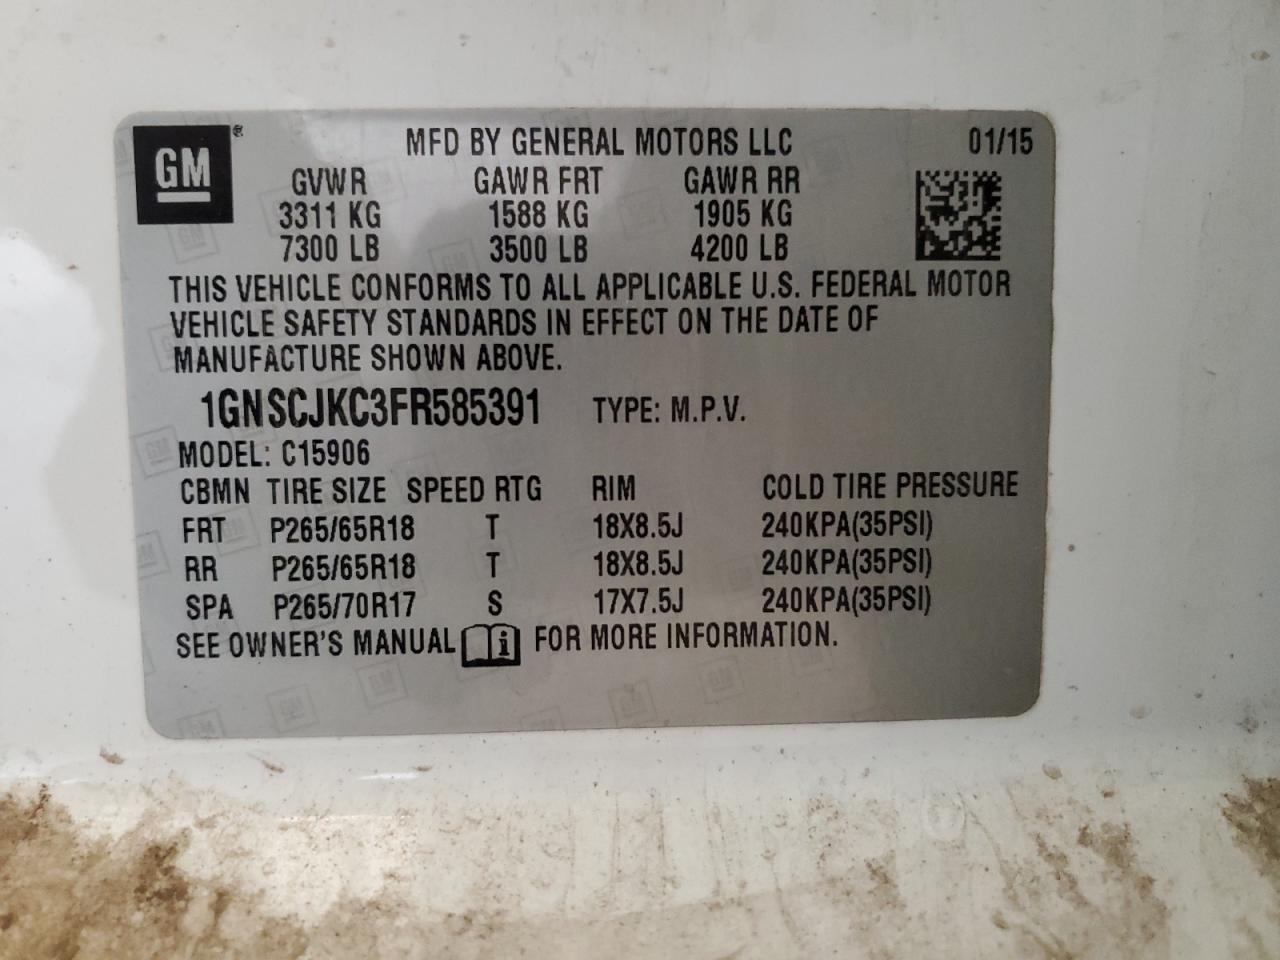 GM® MFD BY GENERAL MOTORS LLC 01/15
GVWR GAWR FRT GAWR RR
3311 KG 1588 KG 1905 KG
7300 LB 3500 LB 4200 LB
THIS VEHICLE CONFORMS TO ALL APPLICABLE U.S. FEDERAL MOTOR
VEHICLE SAFETY STANDARDS IN EFFECT ON THE DATE OF
MANUFACTURE SHOWN ABOVE.
1GNSCJKC3FR585391 TYPE: M.P.V.
MODEL: C15906
CBMN TIRE SIZE SPEED RTG RIM COLD TIRE PRESSURE
FRT P265/65R18 T 18X8.5J 240KPA(35PSI)
RR P265/65R18 T 18X8.5J 240KPA(35PSI)
SPA P265/70R17 S 17X7.5J 240KPA(35PSI)
SEE OWNER'S MANUAL i FOR MORE INFORMATION.